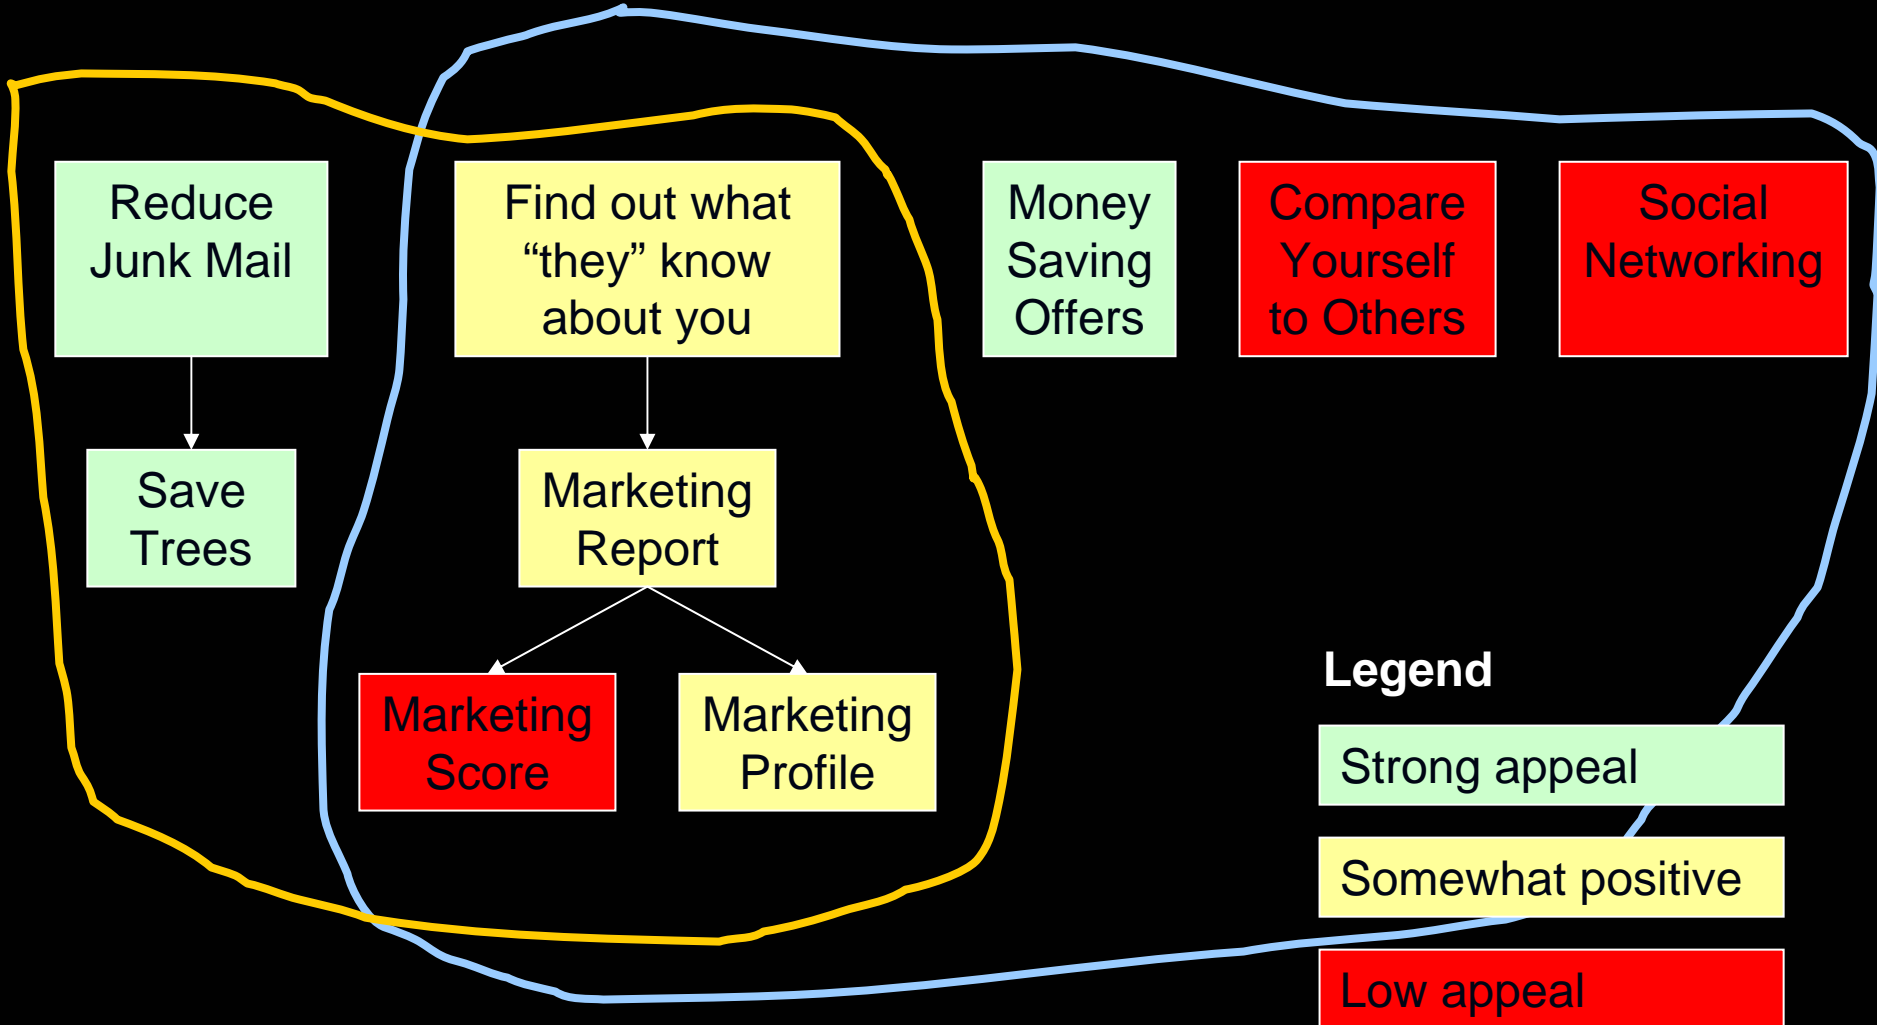 Reduce
Junk Mail
Find out what
“they” know
about you
Money
Saving
Offers
Compare
Yourself
to Others
Social
Networking
Save
Trees
Marketing
Report
Marketing
Score
Marketing
Profile
Legend
Strong appeal
Somewhat positive
Low appeal